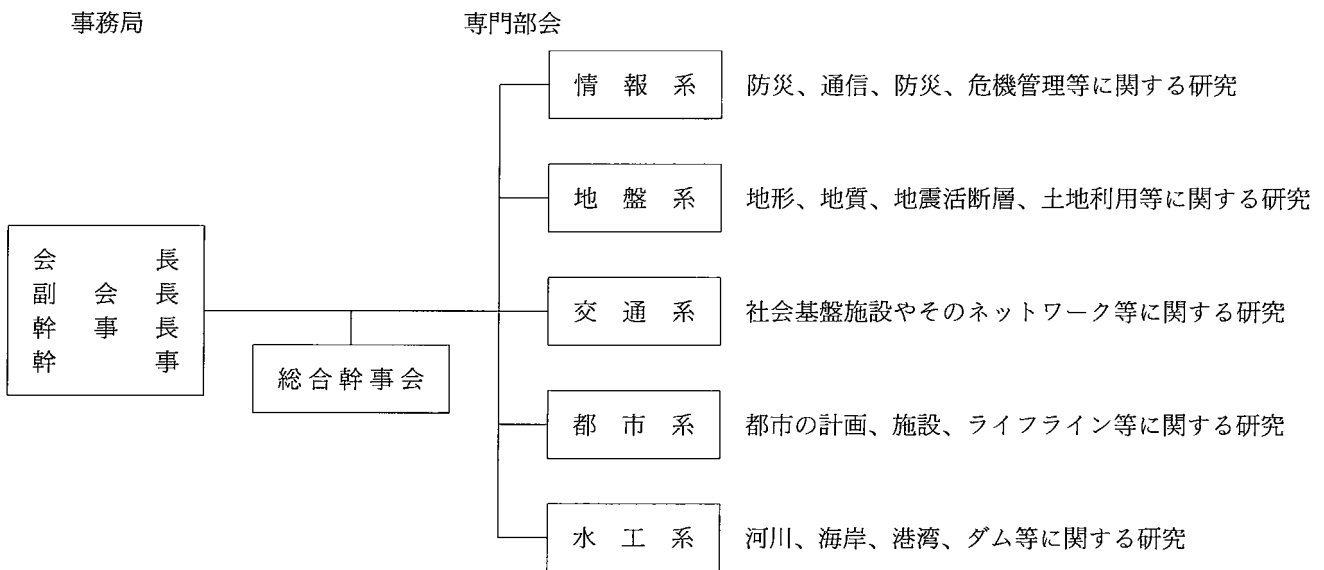 事務局
専門部会
情報系 防災、通信、防災、危機管理等に関する研究
地盤系 地形、地質、地震活断層、土地利用等に関する研究
会長
副会長
幹事長
幹事
交通系 社会基盤施設やそのネットワーク等に関する研究
総合幹事会
都市系 都市の計画、施設、ライフライン等に関する研究
水工系 河川、海岸、港湾、ダム等に関する研究